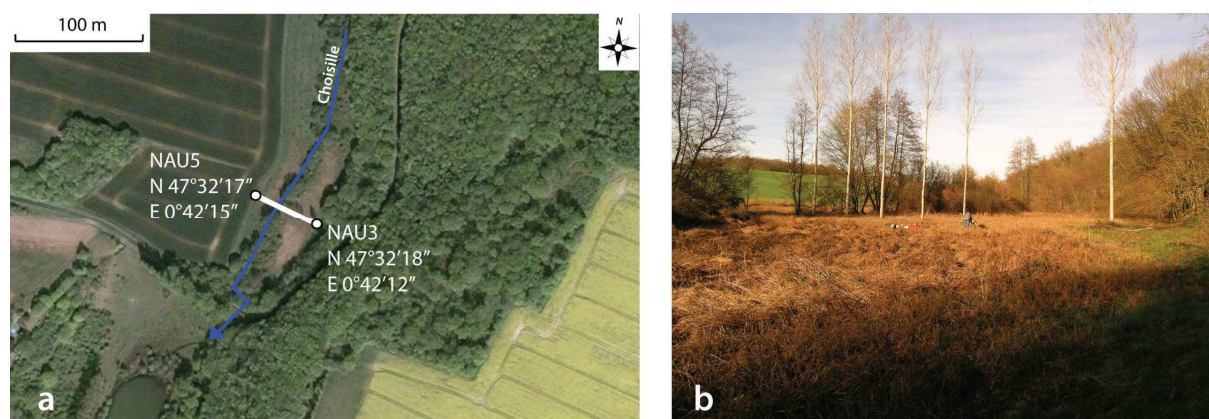 100 m
N
Choisille
NAU5
N 47°32’17”
E 0°42’15”
NAU3
N 47°32’18”
E 0°42’12”
a
b